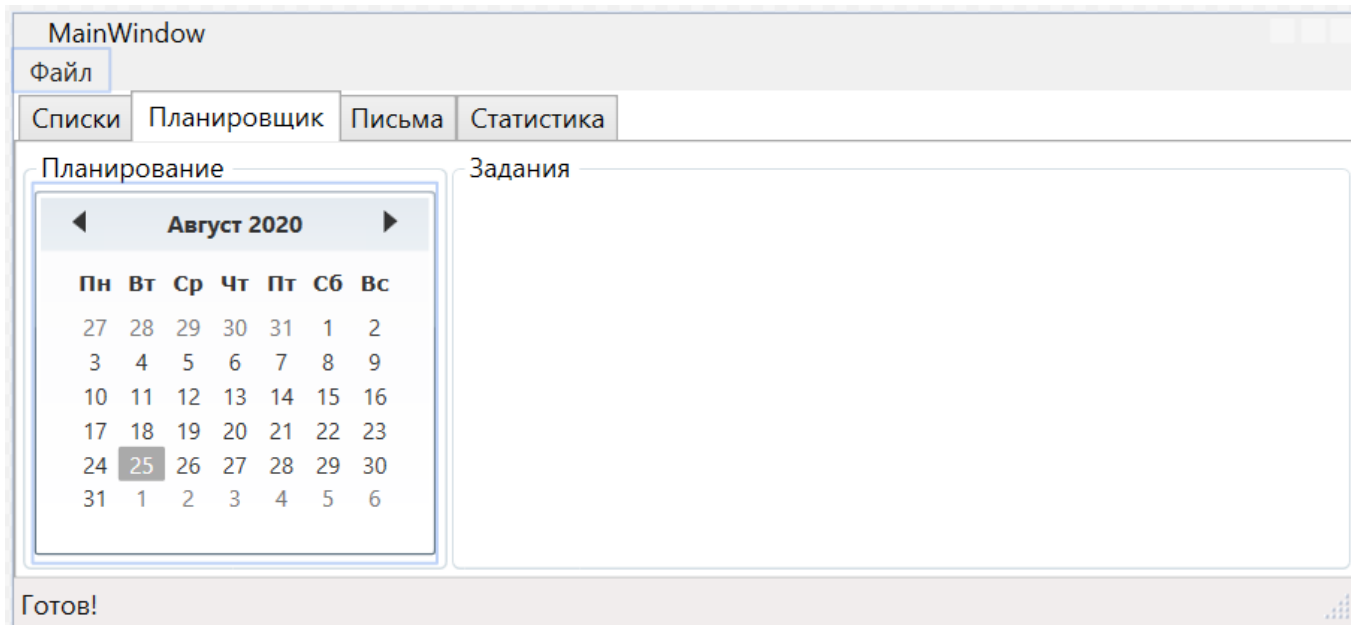 MainWindow
Файл
Списки Планировщик Письма Статистика
Планирование Задания
Август 2020
Пн Вт Ср Чт Пт Сб Вс
27 28 29 30 31 1 2
3 4 5 6 7 8 9
10 11 12 13 14 15 16
17 18 19 20 21 22 23
24 25 26 27 28 29 30
31 1 2 3 4 5 6
Готов!